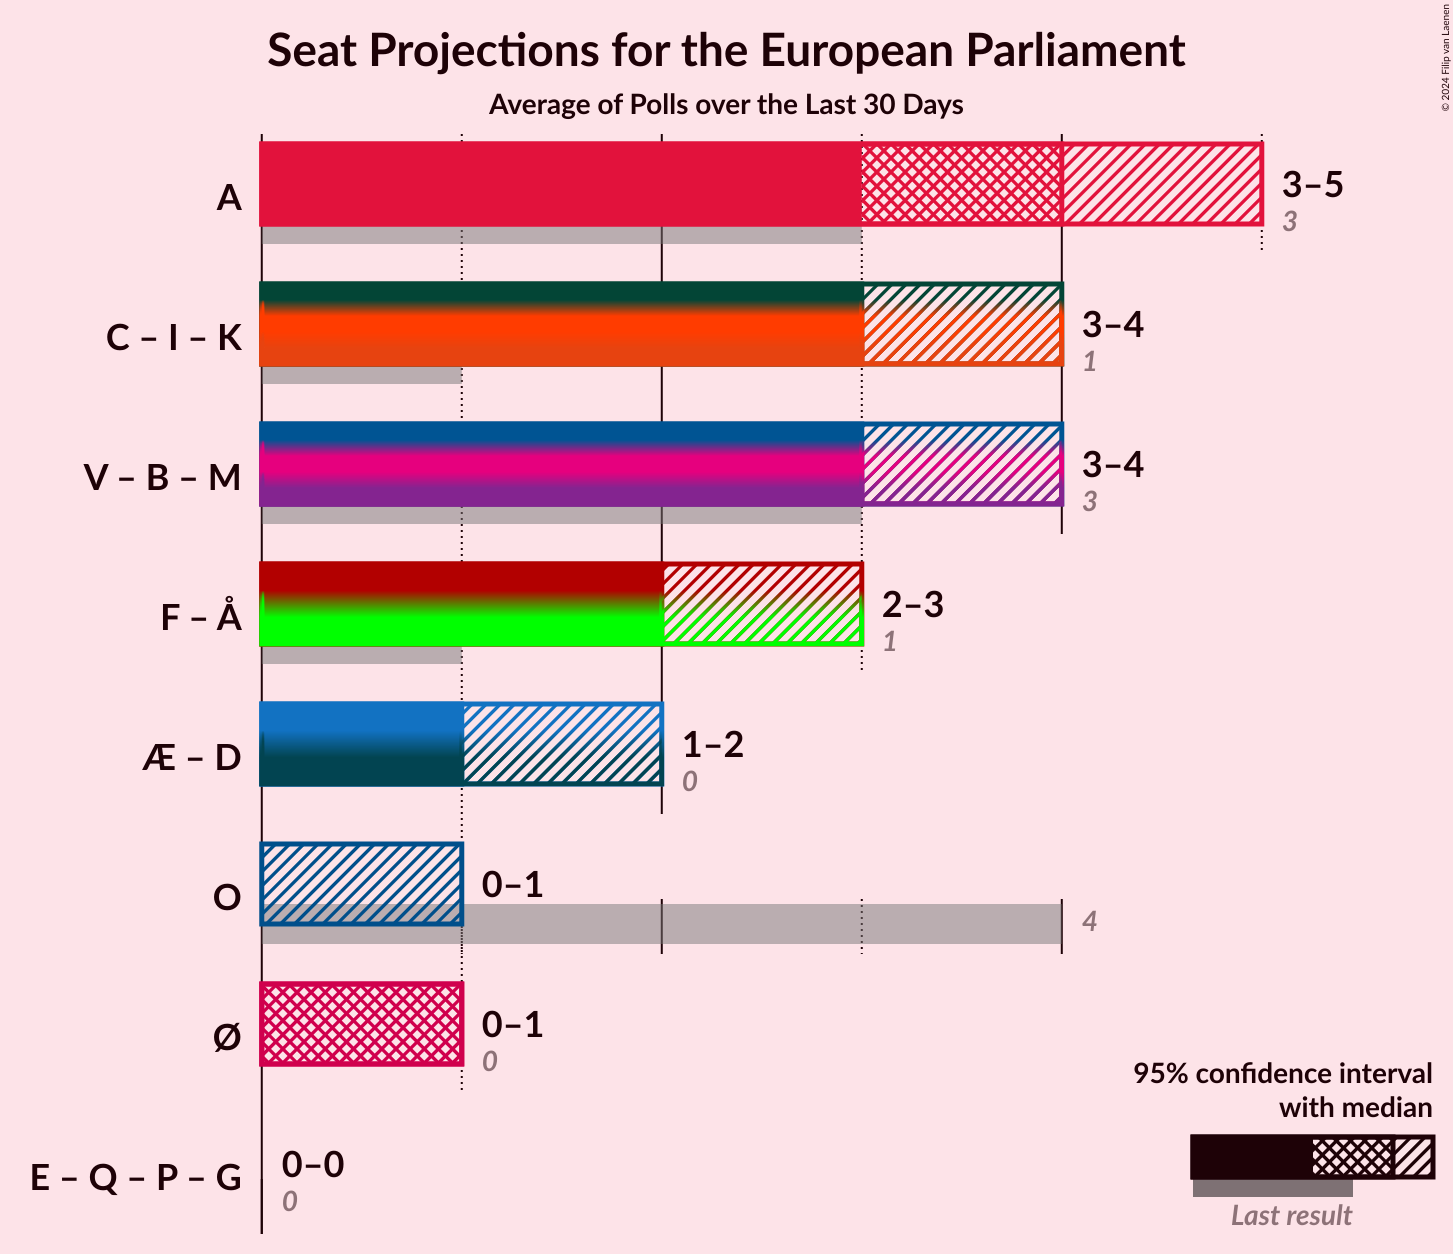 Seat Projections for the European Parliament
Average of Polls over the Last 30 Days
© 2024 Filip van Laenen
A
3–5
3
C – I – K
3–4
1
V – B – M
3–4
3
F – Å
2–3
1
Æ – D
1–2
0
O
0–1
4
Ø
0–1
0
E – Q – P – G
0–0
0
95% confidence interval
with median
Last result